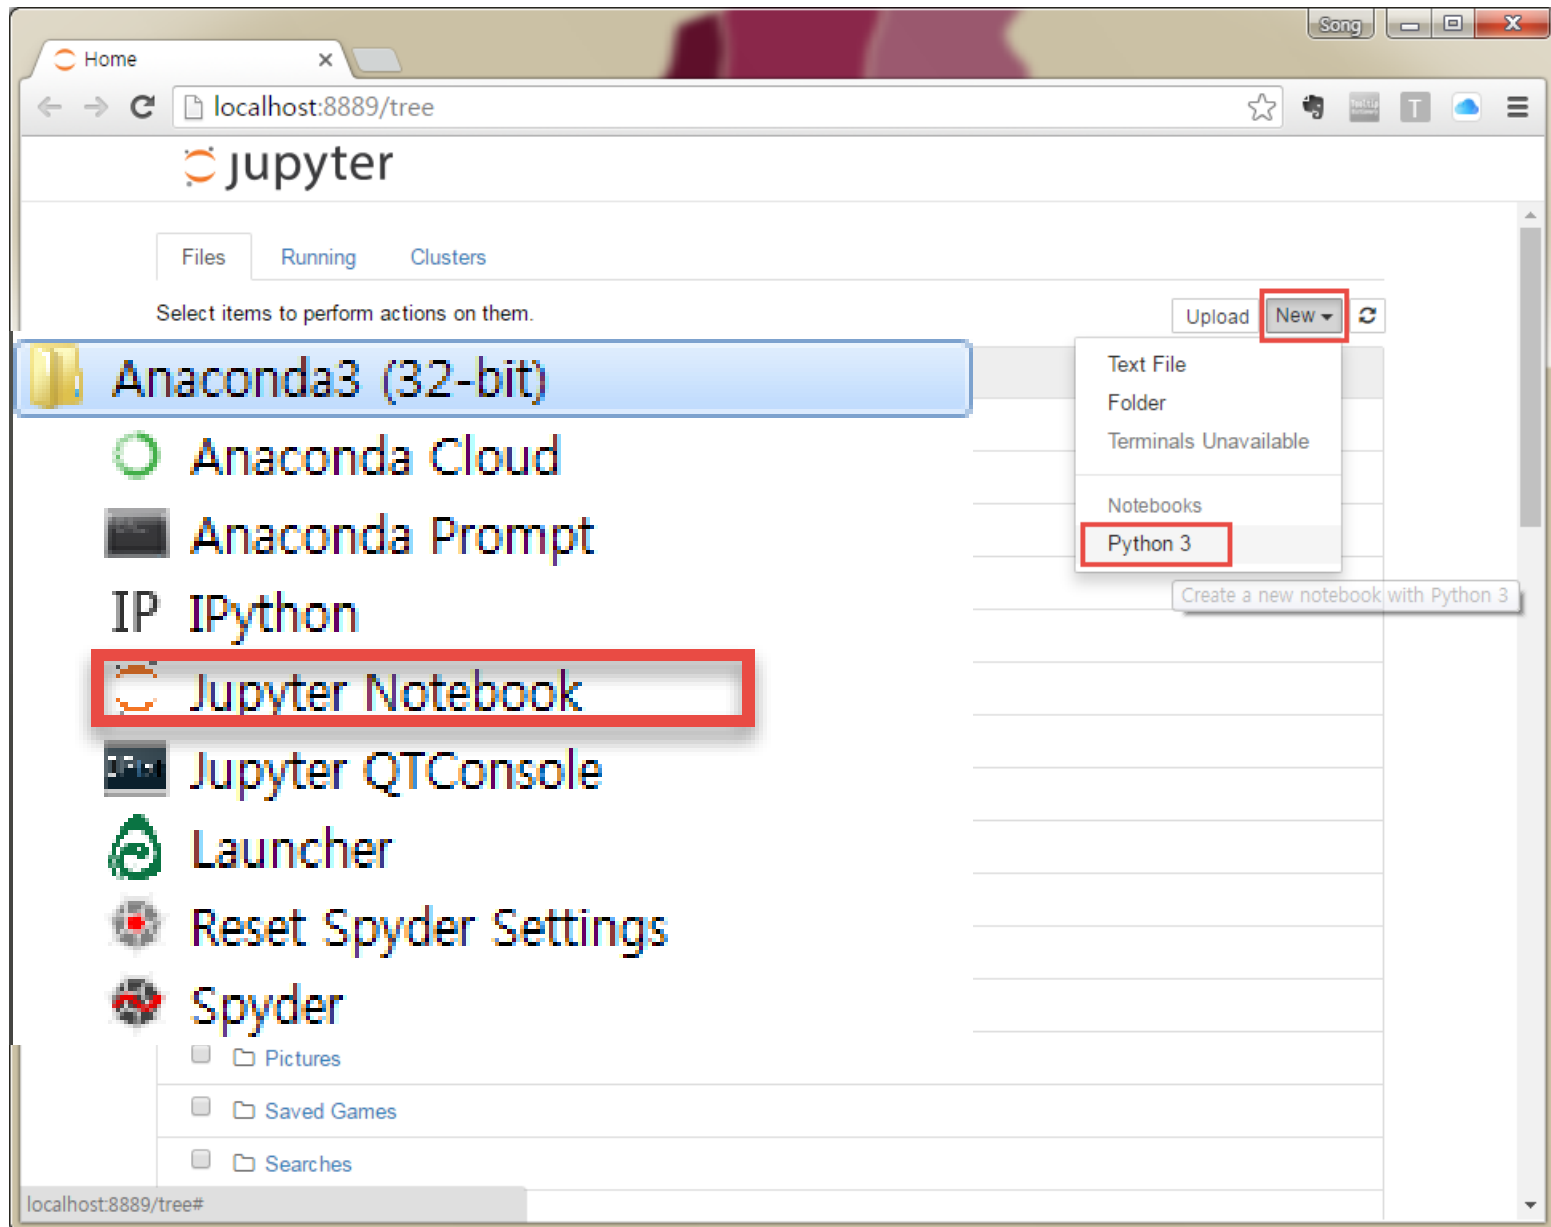 Song
Home
localhost:8889/tree
T
jupyter
Files Running Clusters
Select items to perform actions on them.
Upload New
Text File
Folder
Terminals Unavailable
Notebooks
Python 3
Create a new notebook with Python 3
Anaconda3 (32-bit)
Anaconda Cloud
Anaconda Prompt
IP IPython
Jupyter Notebook
Jupyter QTConsole
Launcher
Reset Spyder Settings
Spyder
Pictures
Saved Games
Searches
localhost:8889/tree#